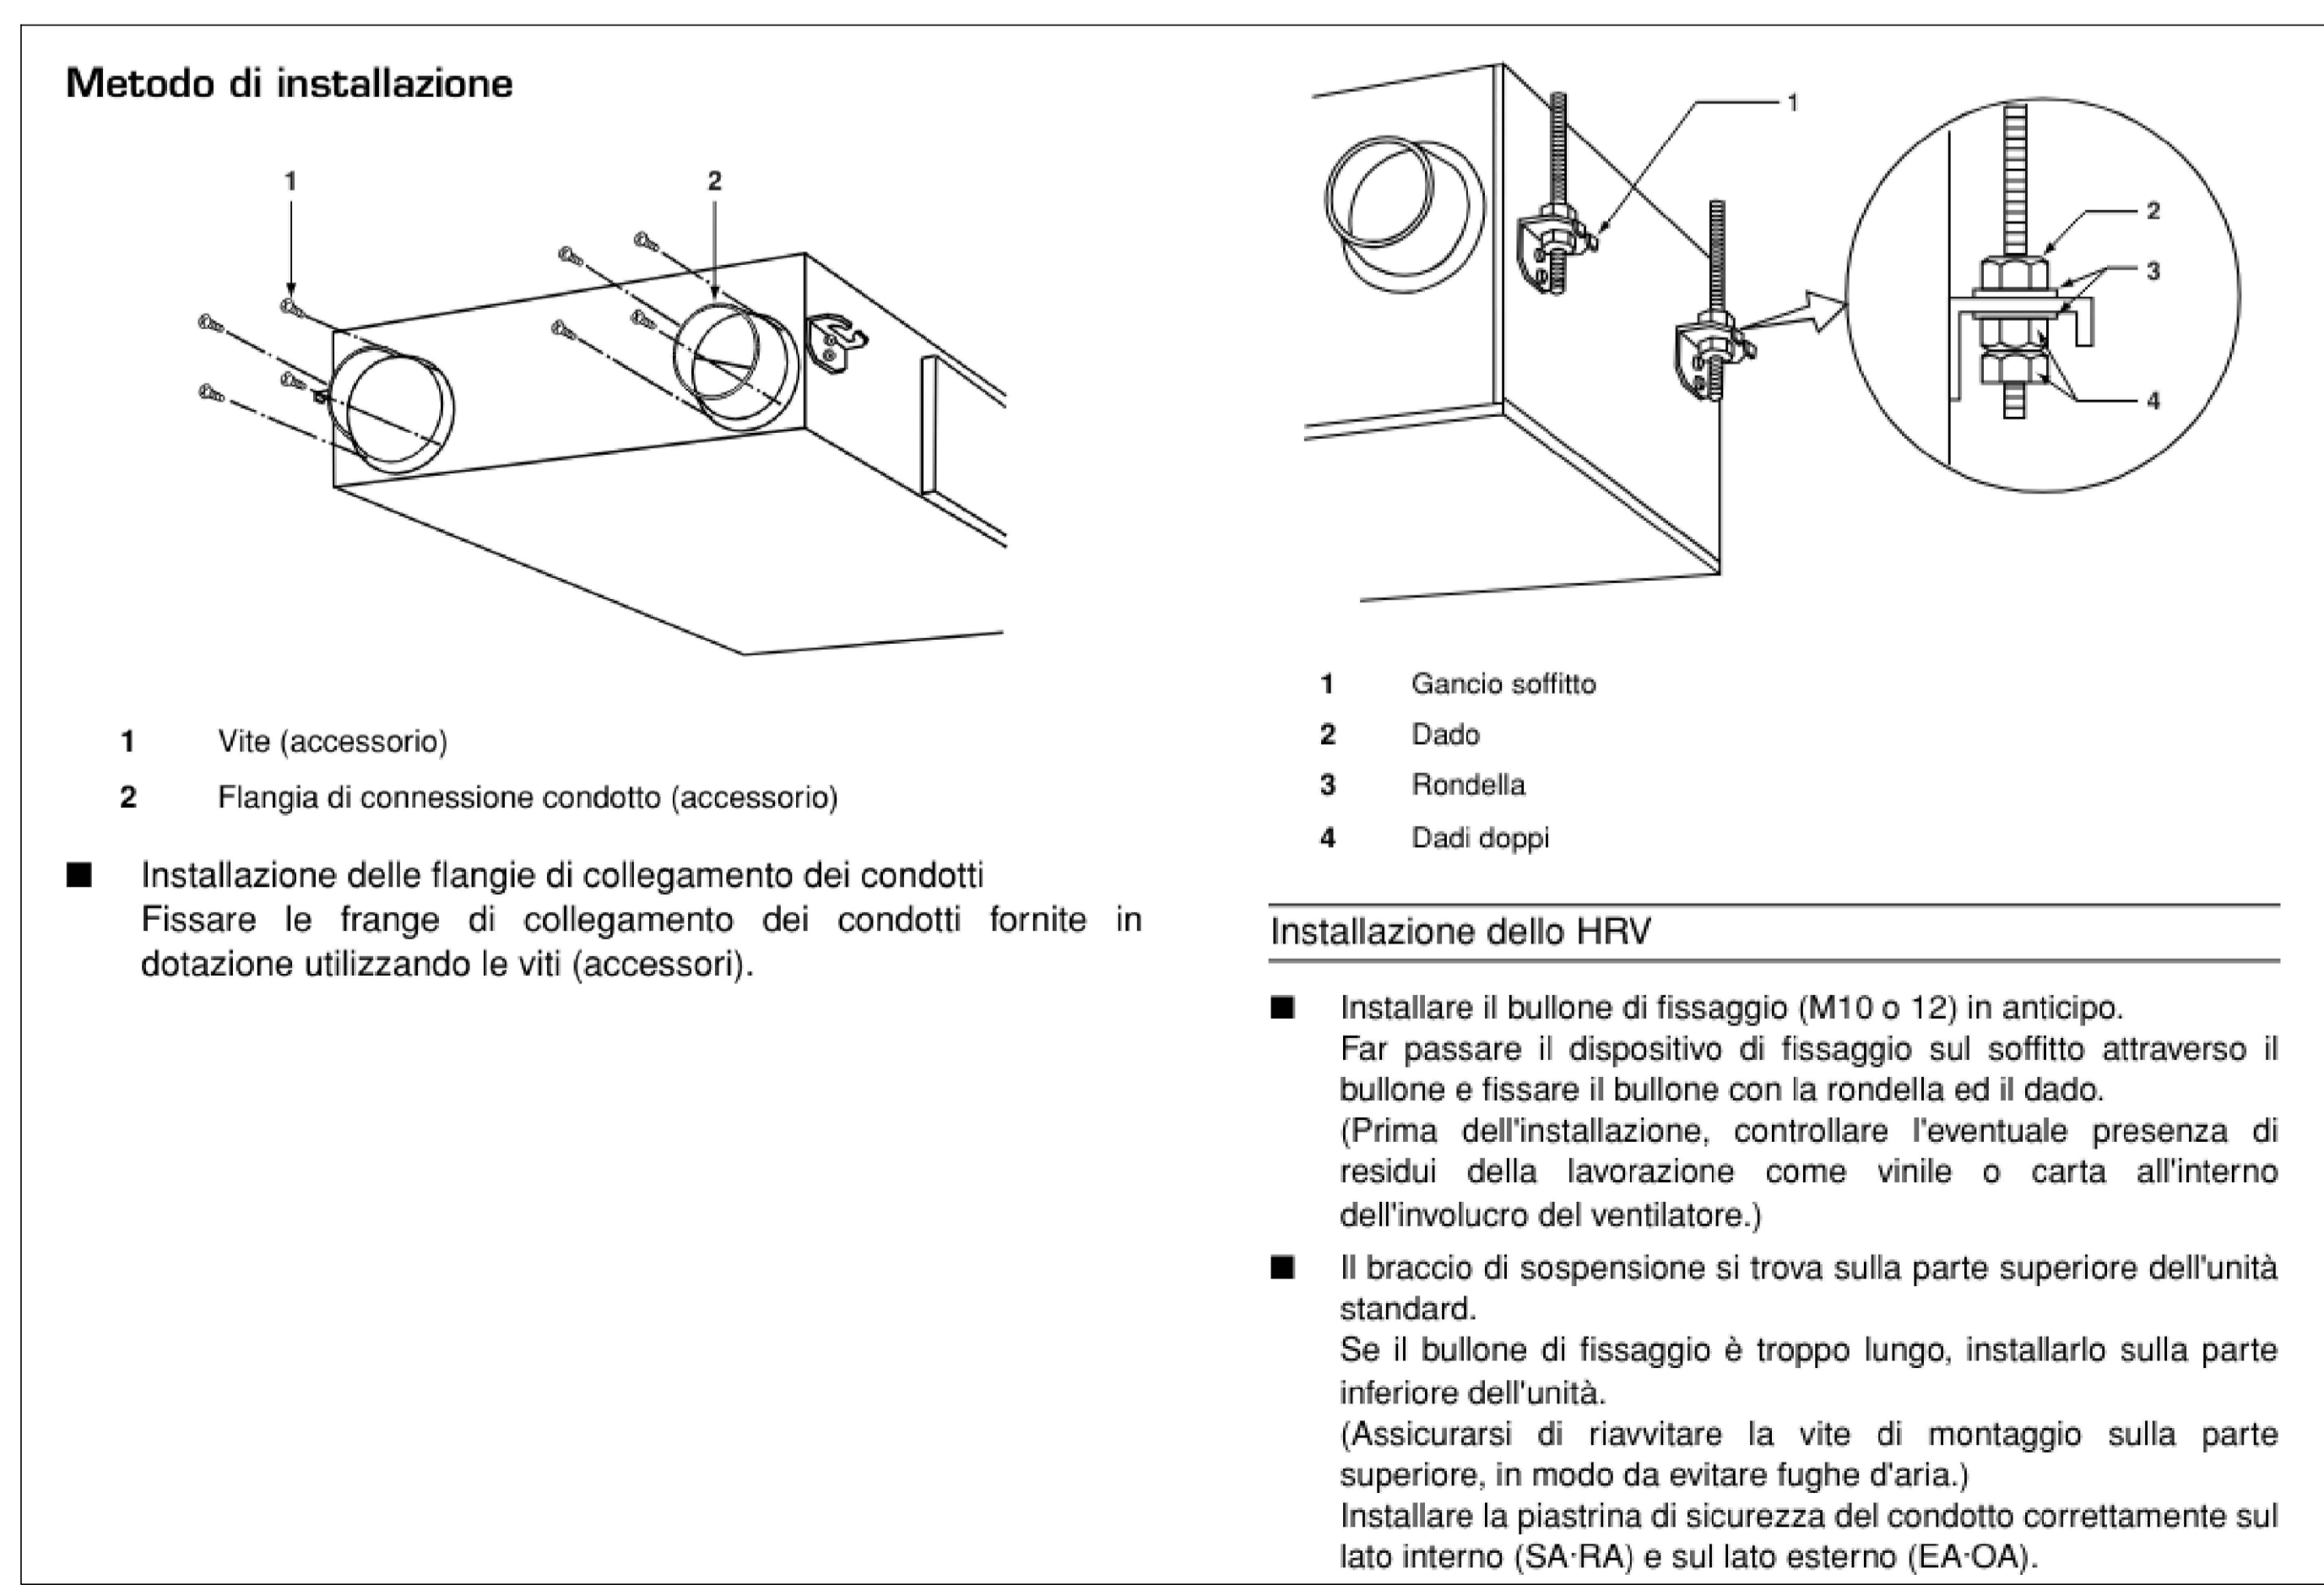 Metodo di installazione
1
2
1 Vite (accessorio)
2 Flangia di connessione condotto (accessorio)
■ Installazione delle flangie di collegamento dei condotti
Fissare le frange di collegamento dei condotti fornite in
dotazione utilizzando le viti (accessori).
1
2
3
4
1 Gancio soffitto
2 Dado
3 Rondella
4 Dadi doppi
Installazione dello HRV
■ Installare il bullone di fissaggio (M10 o 12) in anticipo.
Far passare il dispositivo di fissaggio sul soffitto attraverso il
bullone e fissare il bullone con la rondella ed il dado.
(Prima dell'installazione, controllare l'eventuale presenza di
residui della lavorazione come vinile o carta all'interno
dell'involucro del ventilatore.)
■ Il braccio di sospensione si trova sulla parte superiore dell'unità
standard.
Se il bullone di fissaggio è troppo lungo, installarlo sulla parte
inferiore dell'unità.
(Assicurarsi di riavvitare la vite di montaggio sulla parte
superiore, in modo da evitare fughe d'aria.)
Installare la piastrina di sicurezza del condotto correttamente sul
lato interno (SA·RA) e sul lato esterno (EA·OA).